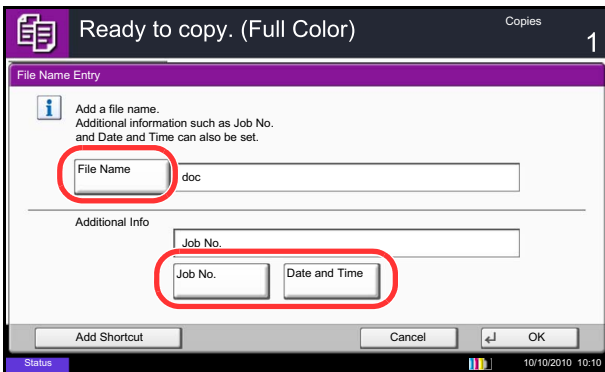 Ready to copy. (Full Color)
Copies
1
File Name Entry
Add a file name.
Additional information such as Job No.
and Date and Time can also be set.
File Name
doc
Additional Info
Job No.
Job No.
Date and Time
Add Shortcut
Cancel
OK
Status
10/10/2010 10:10